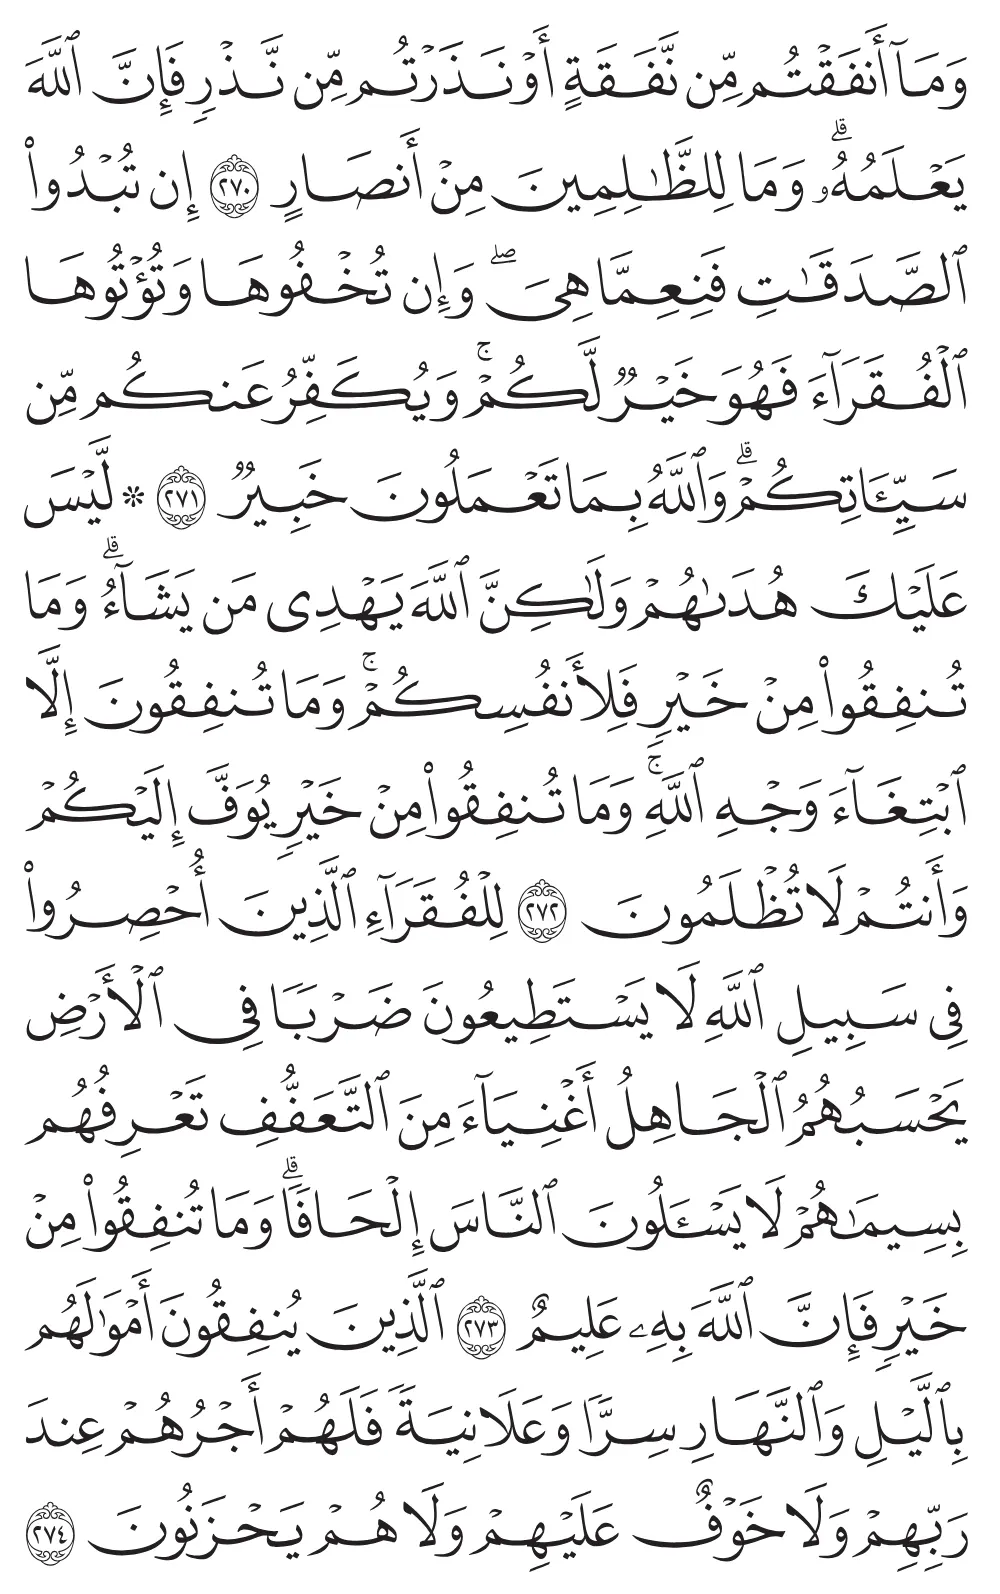 وَمَآ أَنفَقۡتُم مِّن نَّفَقَةٍ أَوۡ نَذَرۡتُم مِّن نَّذۡرٖ فَإِنَّ ٱللَّهَ
يَعۡلَمُهُۥۗ وَمَا لِلظَّٰلِمِينَ مِنۡ أَنصَارٍ ٢٧٠ إِن تُبۡدُواْ
ٱلصَّدَقَٰتِ فَنِعِمَّا هِيَۖ وَإِن تُخۡفُوهَا وَتُؤۡتُوهَا
ٱلۡفُقَرَآءَ فَهُوَ خَيۡرٞ لَّكُمۡۚ وَيُكَفِّرُ عَنكُم مِّن
سَيِّـَٔاتِكُمۡۗ وَٱللَّهُ بِمَا تَعۡمَلُونَ خَبِيرٞ ٢٧١ ۞ لَّيۡسَ
عَلَيۡكَ هُدَىٰهُمۡ وَلَٰكِنَّ ٱللَّهَ يَهۡدِي مَن يَشَآءُۗ وَمَا
تُنفِقُواْ مِنۡ خَيۡرٖ فَلِأَنفُسِكُمۡۚ وَمَا تُنفِقُونَ إِلَّا
ٱبۡتِغَآءَ وَجۡهِ ٱللَّهِۚ وَمَا تُنفِقُواْ مِنۡ خَيۡرٖ يُوَفَّ إِلَيۡكُمۡ
وَأَنتُمۡ لَا تُظۡلَمُونَ ٢٧٢ لِلۡفُقَرَآءِ ٱلَّذِينَ أُحۡصِرُواْ
فِي سَبِيلِ ٱللَّهِ لَا يَسۡتَطِيعُونَ ضَرۡبٗا فِي ٱلۡأَرۡضِ
يَحۡسَبُهُمُ ٱلۡجَاهِلُ أَغۡنِيَآءَ مِنَ ٱلتَّعَفُّفِ تَعۡرِفُهُم
بِسِيمَٰهُمۡ لَا يَسۡـَٔلُونَ ٱلنَّاسَ إِلۡحَافٗاۗ وَمَا تُنفِقُواْ مِنۡ
خَيۡرٖ فَإِنَّ ٱللَّهَ بِهِۦ عَلِيمٌ ٢٧٣ ٱلَّذِينَ يُنفِقُونَ أَمۡوَٰلَهُم
بِٱلَّيۡلِ وَٱلنَّهَارِ سِرّٗا وَعَلَانِيَةٗ فَلَهُمۡ أَجۡرُهُمۡ عِندَ
رَبِّهِمۡ وَلَا خَوۡفٌ عَلَيۡهِمۡ وَلَا هُمۡ يَحۡزَنُونَ ٢٧٤